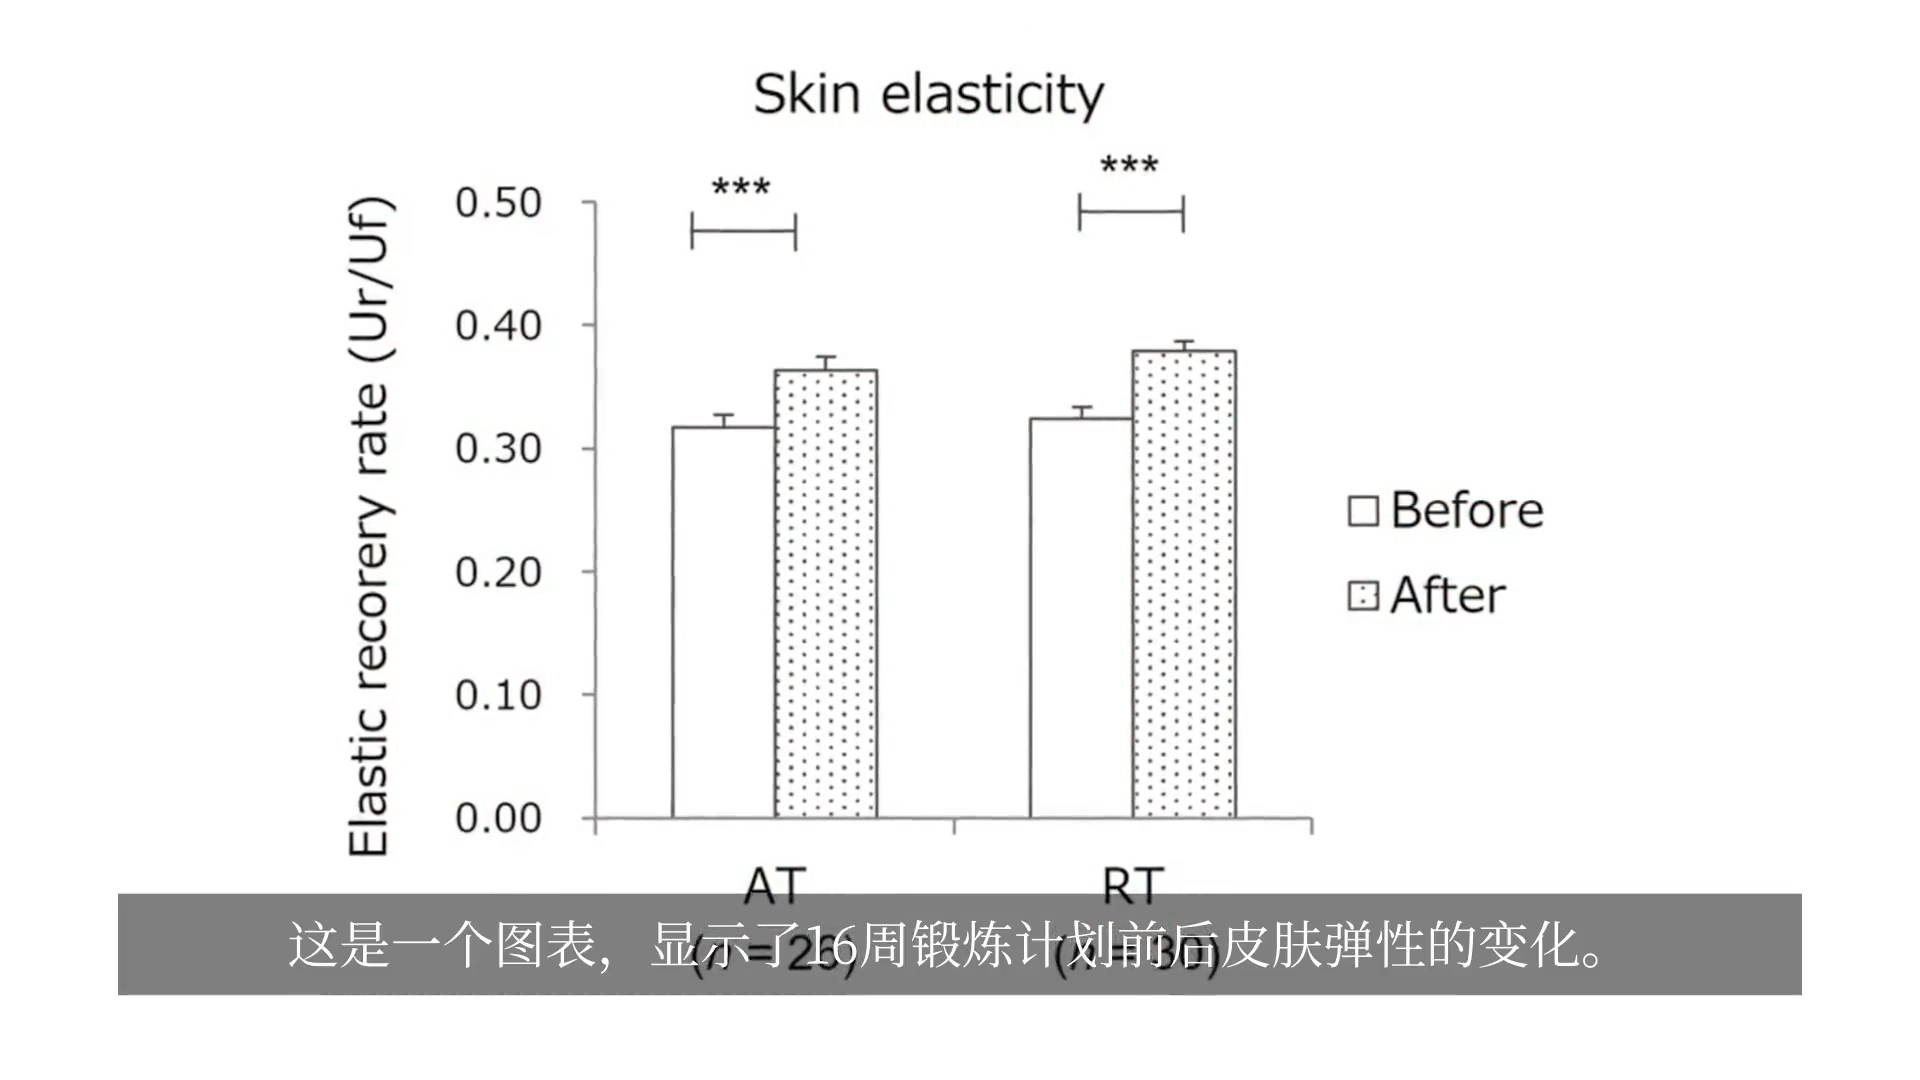 Skin elasticity
***
***
Elastic recorery rate (Ur/Uf)
0.50
0.40
0.30
0.20
0.10
0.00
Before
After
AT
RT
(n = 26)
(n = 30)
这是一个图表，显示了16周锻炼计划前后皮肤弹性的变化。